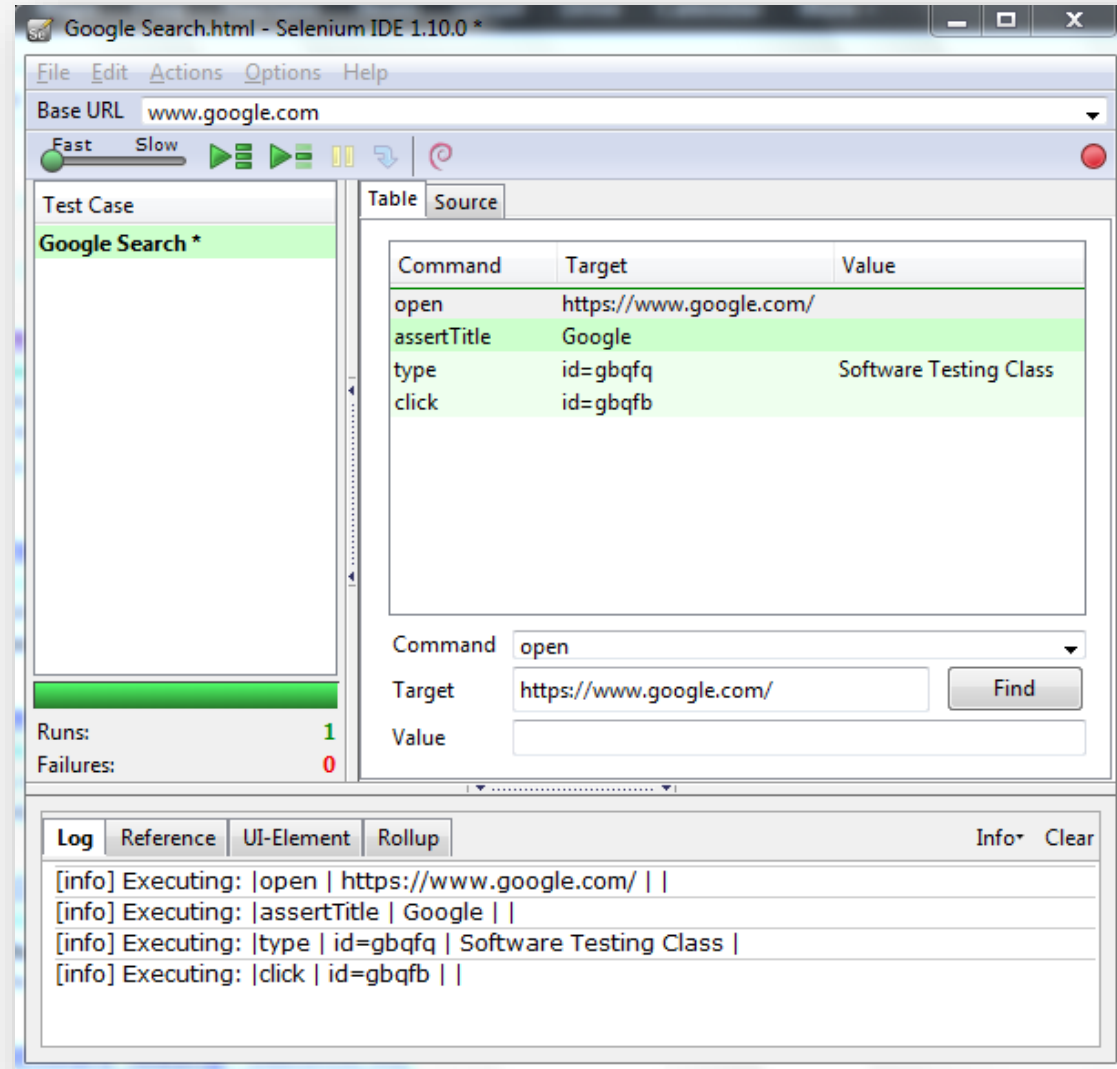 Google Search.html - Selenium IDE 1.10.0 *
File Edit Actions Options Help
Base URL www.google.com
Fast Slow
Test Case
Google Search *
Table Source
Command Target Value
open https://www.google.com/
assertTitle Google
type id=gbqfq Software Testing Class
click id=gbqfb
Command open
Target https://www.google.com/ Find
Value
Runs: 1
Failures: 0
Log Reference UI-Element Rollup Info Clear
[info] Executing: |open | https://www.google.com/ | |
[info] Executing: |assertTitle | Google | |
[info] Executing: |type | id=gbqfq | Software Testing Class |
[info] Executing: |click | id=gbqfb | |